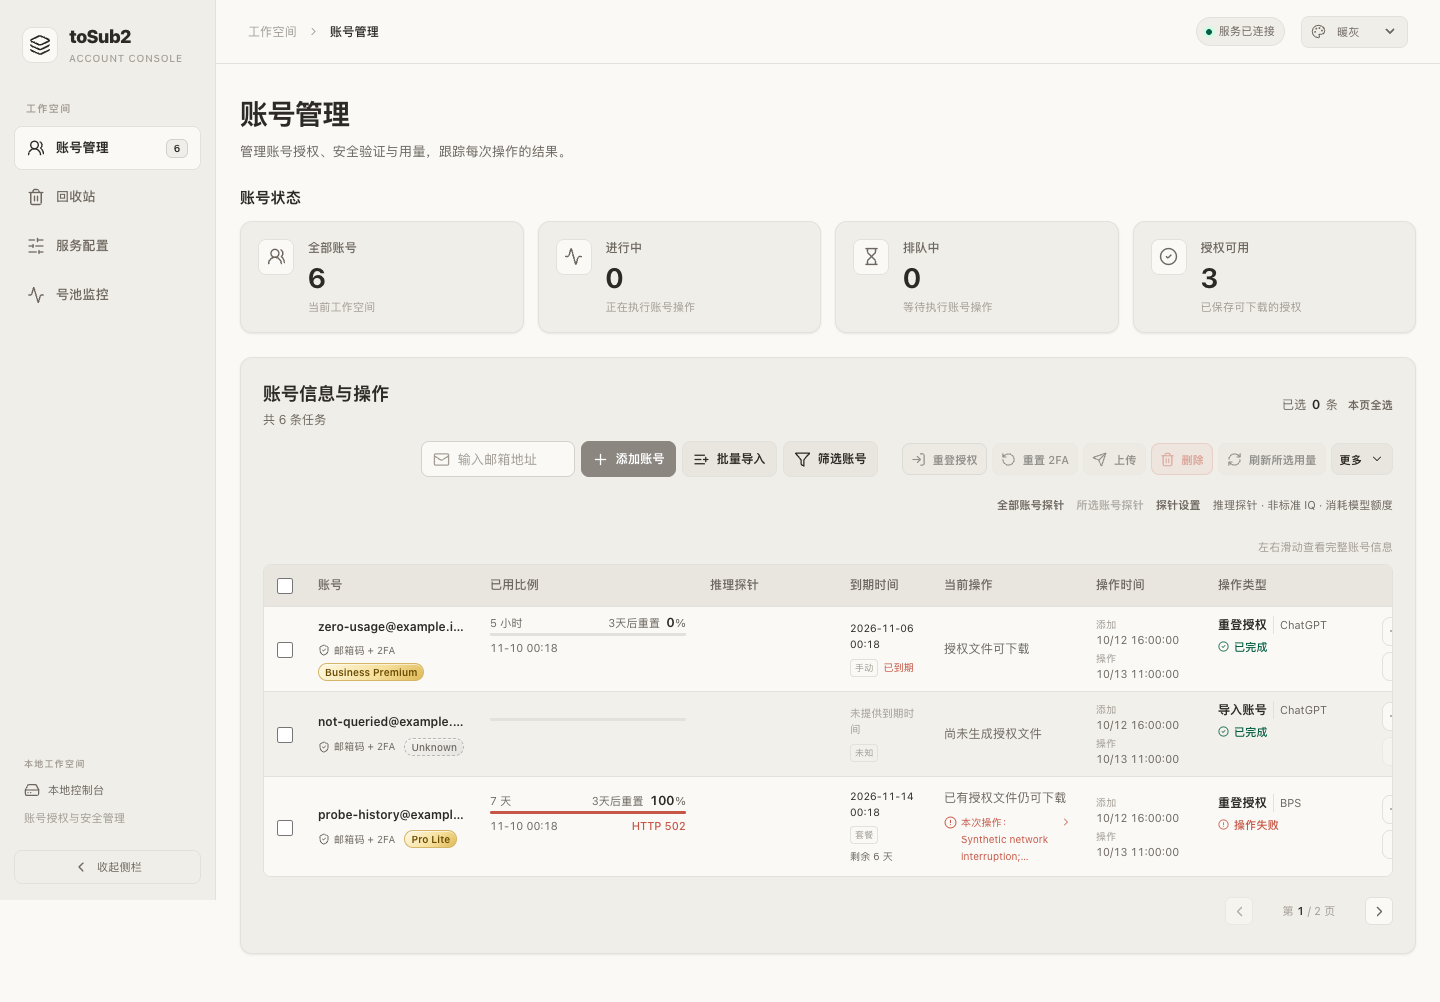 toSub2
ACCOUNT CONSOLE
工作空间
账号管理 6
回收站
服务配置
号池监控
本地工作空间
本地控制台
账号授权与安全管理
收起侧栏
工作空间 账号管理
服务已连接
暖灰
账号管理
管理账号授权、安全验证与用量，跟踪每次操作的结果。
账号状态
全部账号
6
当前工作空间
进行中
0
正在执行账号操作
排队中
0
等待执行账号操作
授权可用
3
已保存可下载的授权
账号信息与操作
共 6 条任务
已选 0 条 本页全选
输入邮箱地址 添加账号 批量导入 筛选账号 重登授权 重置 2FA 上传 删除 刷新所选用量 更多
全部账号探针 所选账号探针 探针设置 推理探针 · 非标准 IQ · 消耗模型额度
左右滑动查看完整账号信息
账号 已用比例 推理探针 到期时间 当前操作 操作时间 操作类型
zero-usage@example.i...
邮箱码 + 2FA
Business Premium
5 小时 3天后重置 0%
11-10 00:18
2026-11-06
00:18
手动 已到期
授权文件可下载
添加
10/12 16:00:00
操作
10/13 11:00:00
重登授权 ChatGPT
已完成
not-queried@example....
邮箱码 + 2FA Unknown
未提供到期时
间
未知
尚未生成授权文件
添加
10/12 16:00:00
操作
10/13 11:00:00
导入账号 ChatGPT
已完成
probe-history@exampl...
邮箱码 + 2FA Pro Lite
7 天 3天后重置 100%
11-10 00:18 HTTP 502
2026-11-14
00:18
套餐
剩余 6 天
已有授权文件仍可下载
本次操作：
Synthetic network
interruption;...
添加
10/12 16:00:00
操作
10/13 11:00:00
重登授权 BPS
操作失败
第 1 / 2 页